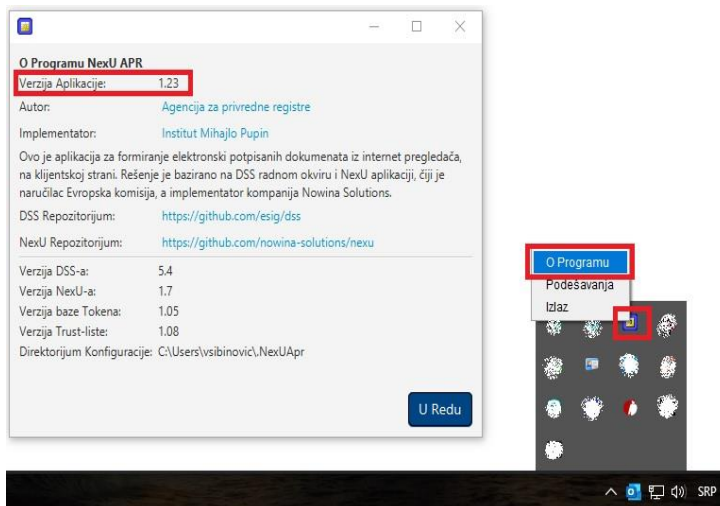 O Programu NexU APR
Verzija Aplikacije: 1.23
Autor: Agencija za privredne registre
Implementator: Institut Mihajlo Pupin
Ovo je aplikacija za formiranje elektronski potpisanih dokumenata iz internet pregledača,
na klijentskoj strani. Rešenje je bazirano na DSS radnom okviru i NexU aplikaciji, čiji je
naručilac Evropska komisija, a implementator kompanija Nowina Solutions.
DSS Repozitorijum: https://github.com/esig/dss
NexU Repozitorijum: https://github.com/nowina-solutions/nexu
Verzija DSS-a: 5.4
Verzija NexU-a: 1.7
Verzija baze Tokena: 1.05
Verzija Trust-liste: 1.08
Direktorijum Konfiguracije: C:\Users\vsibinovic\.NexUApr
U Redu
O Programu
Podešavanja
Izlaz
SRP